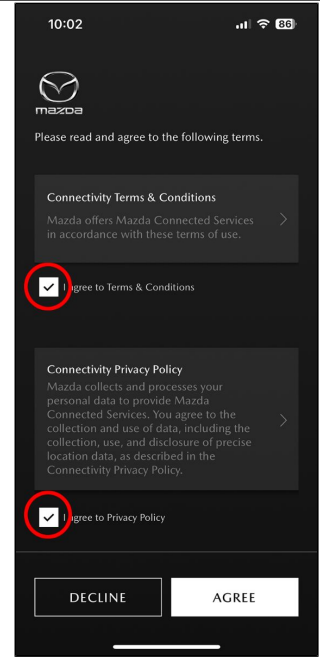 10:02
86
mazda
Please read and agree to the following terms.
Connectivity Terms & Conditions
Mazda offers Mazda Connected Services
in accordance with these terms of use.
I agree to Terms & Conditions
Connectivity Privacy Policy
Mazda collects and processes your
personal data to provide Mazda
Connected Services. You agree to the
collection and use of data, including the
collection, use, and disclosure of precise
location data, as described in the
Connectivity Privacy Policy.
I agree to Privacy Policy
DECLINE
AGREE